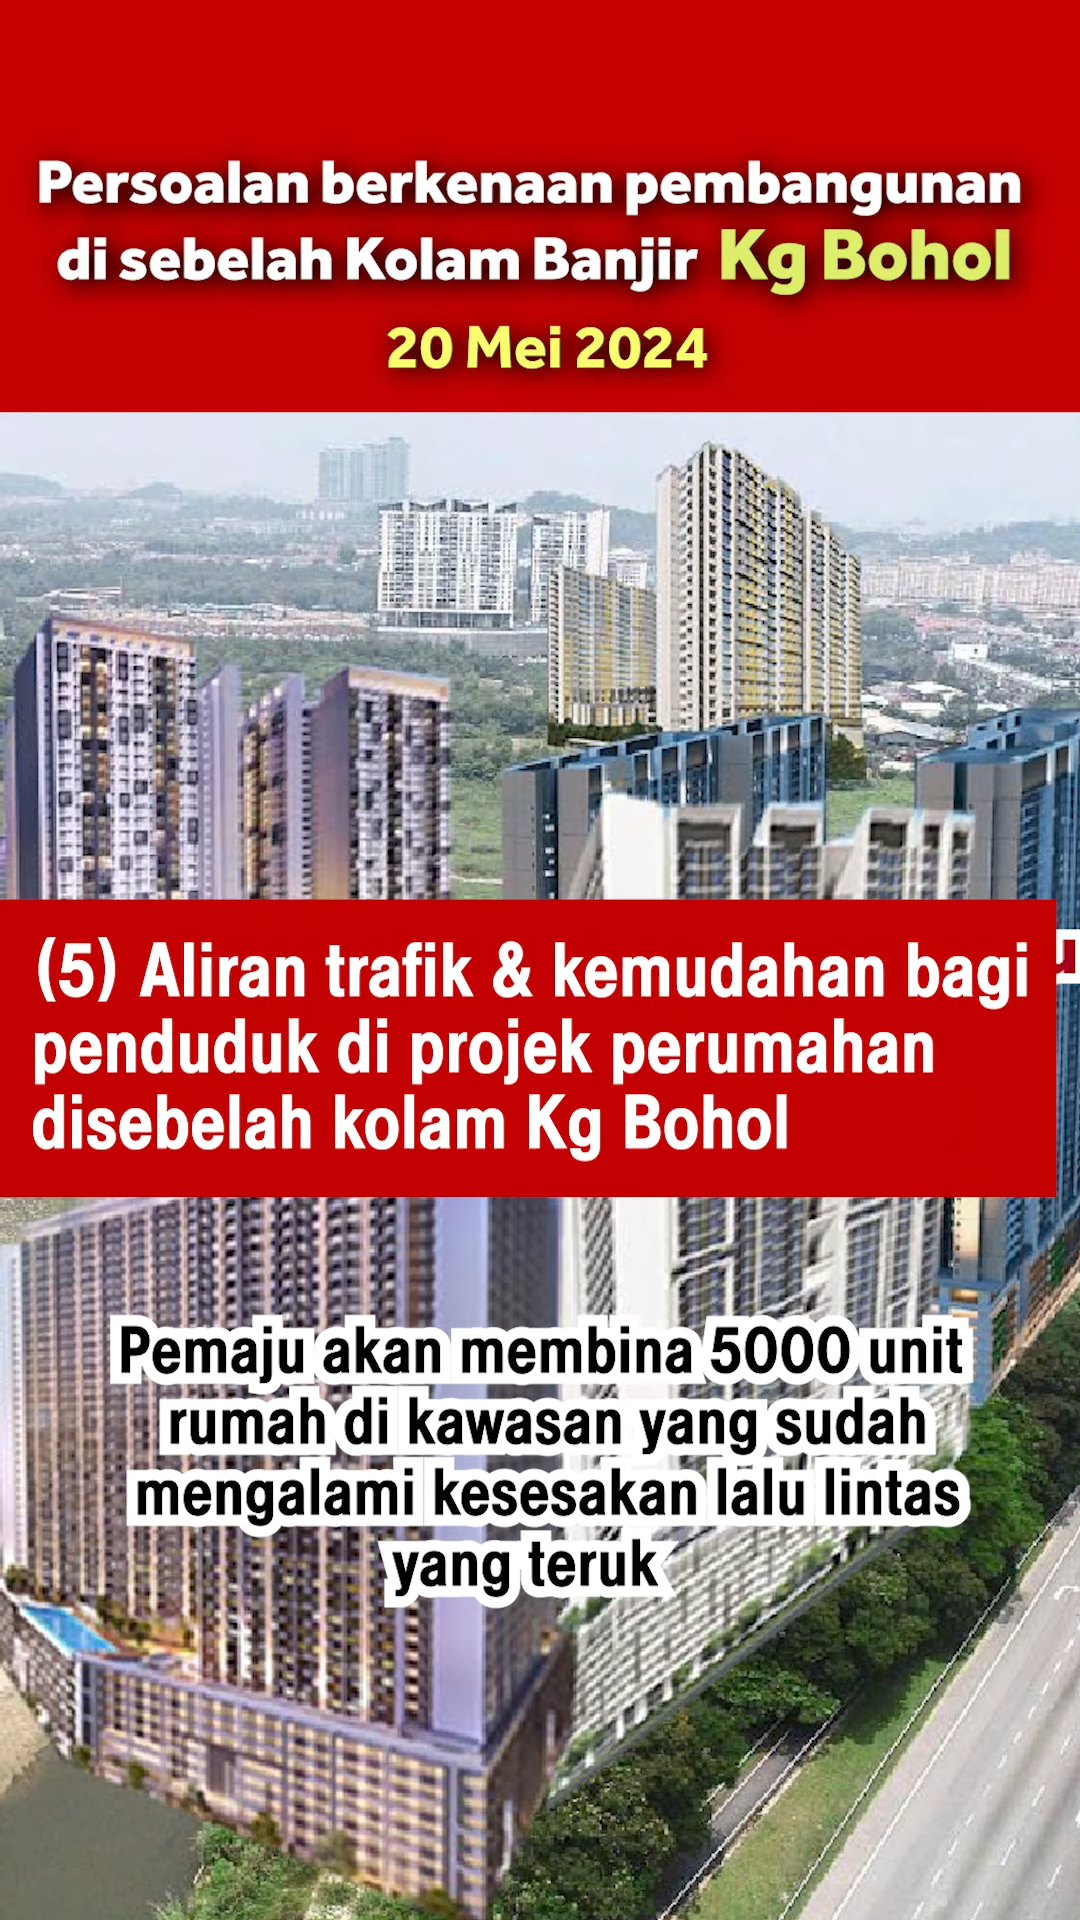 Persoalan berkenaan pembangunan
di sebelah Kolam Banjir Kg Bohol
20 Mei 2024
(5) Aliran trafik & kemudahan bagi
penduduk di projek perumahan
disebelah kolam Kg Bohol
Pemaju akan membina 5000 unit
rumah di kawasan yang sudah
mengalami kesesakan lalu lintas
yang teruk